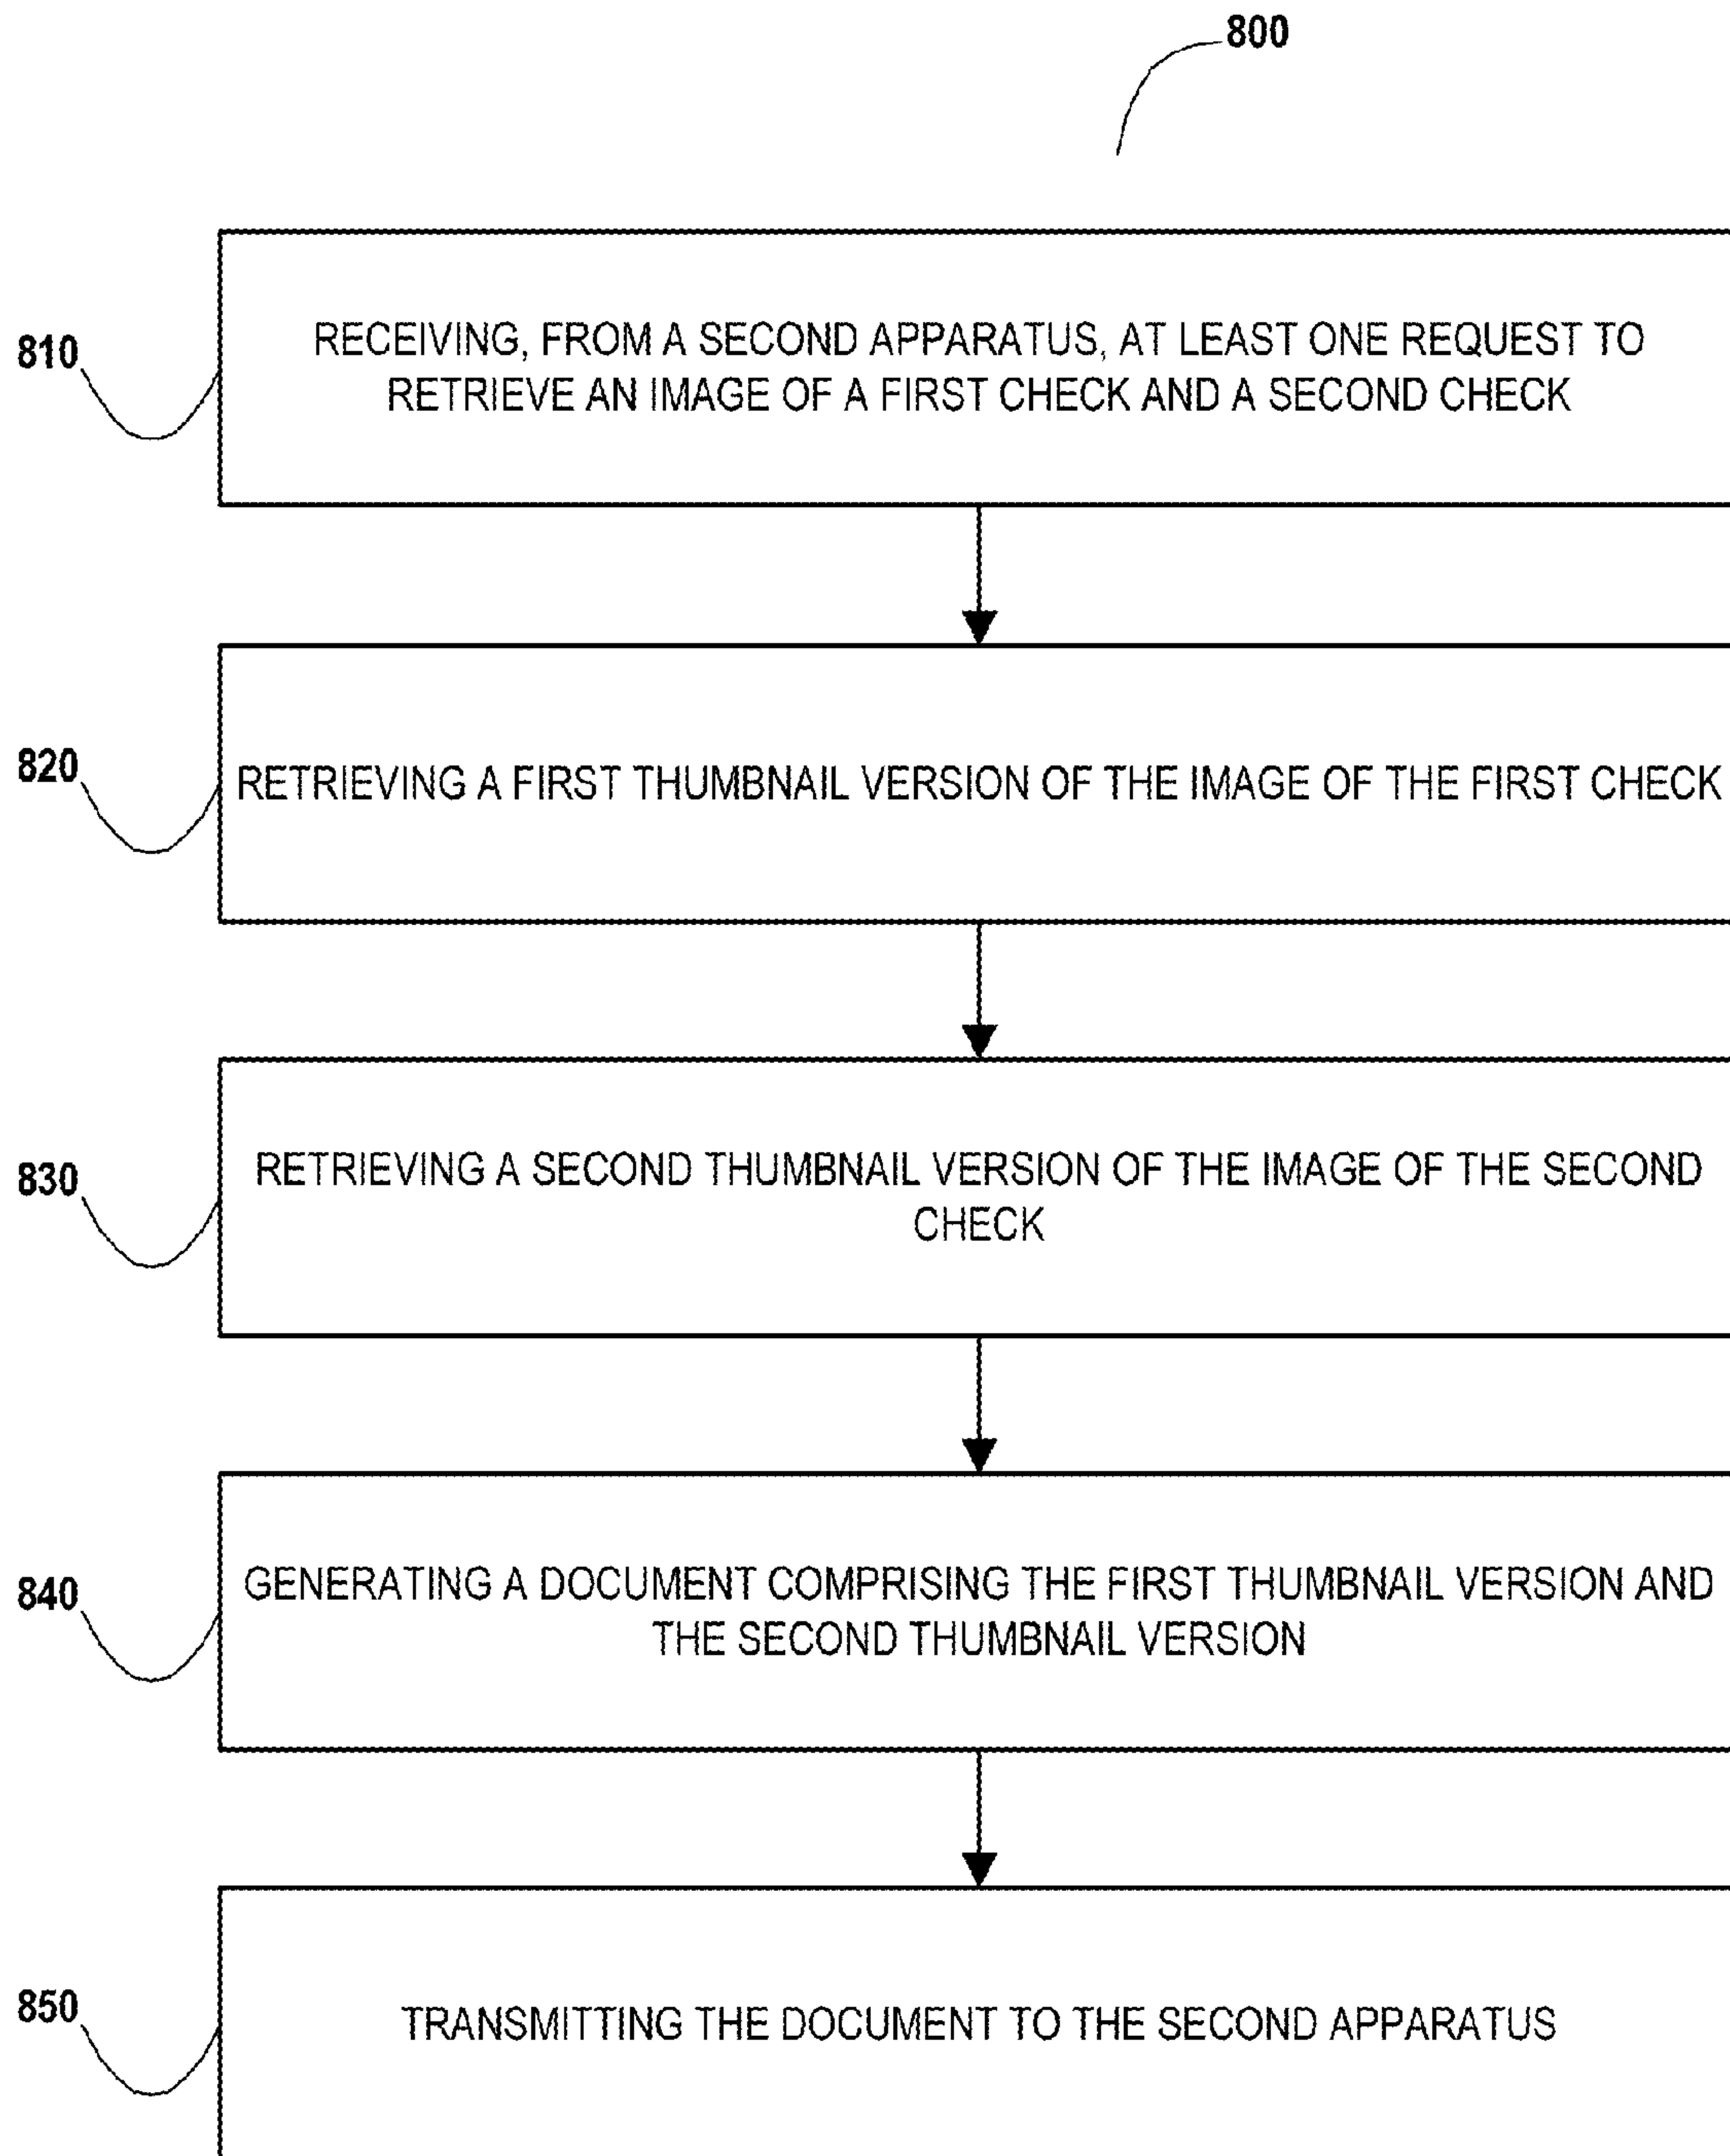 800
810
RECEIVING, FROM A SECOND APPARATUS, AT LEAST ONE REQUEST TO
RETRIEVE AN IMAGE OF A FIRST CHECK AND A SECOND CHECK
820
RETRIEVING A FIRST THUMBNAIL VERSION OF THE IMAGE OF THE FIRST CHECK
830
RETRIEVING A SECOND THUMBNAIL VERSION OF THE IMAGE OF THE SECOND
CHECK
840
GENERATING A DOCUMENT COMPRISING THE FIRST THUMBNAIL VERSION AND
THE SECOND THUMBNAIL VERSION
850
TRANSMITTING THE DOCUMENT TO THE SECOND APPARATUS